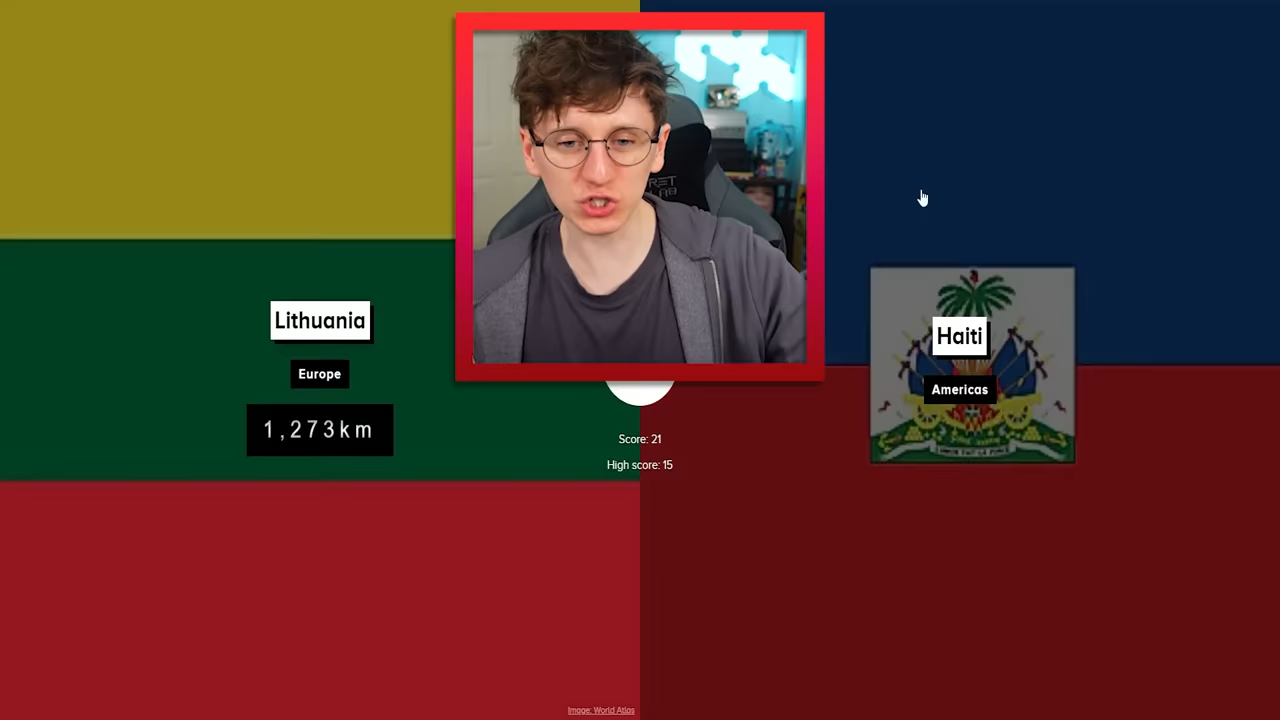 Lithuania
Europe
1,273km
Score: 21
High score: 15
Haiti
Americas
Image: World Atlas